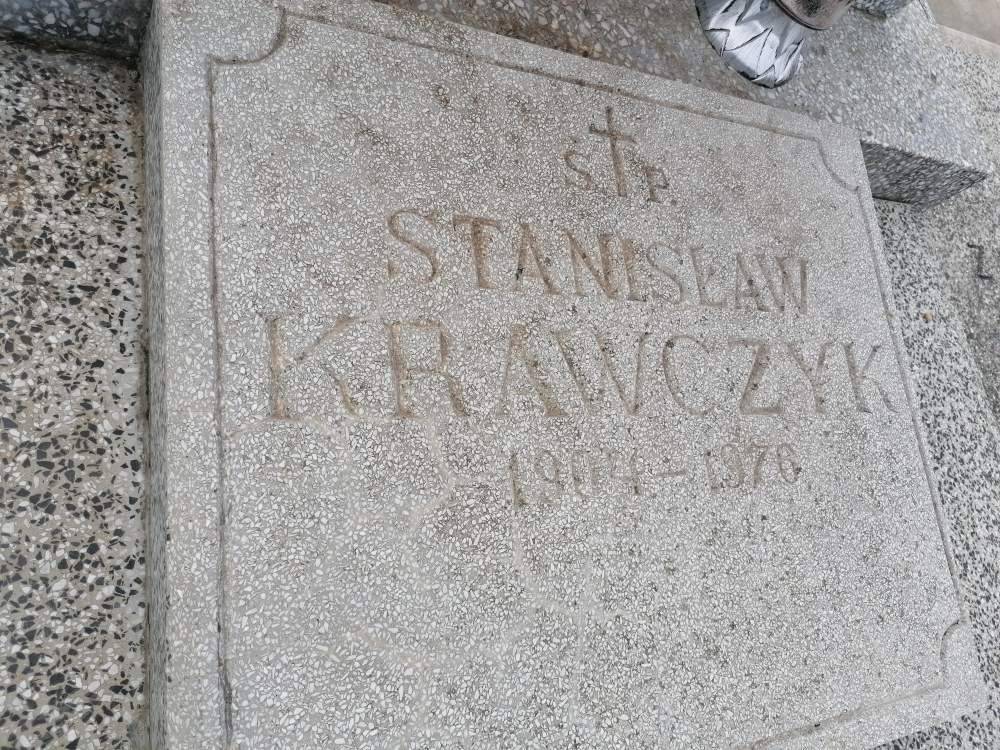 Ś.†P.
STANISŁAW
KRAWCZYK
1904-1976